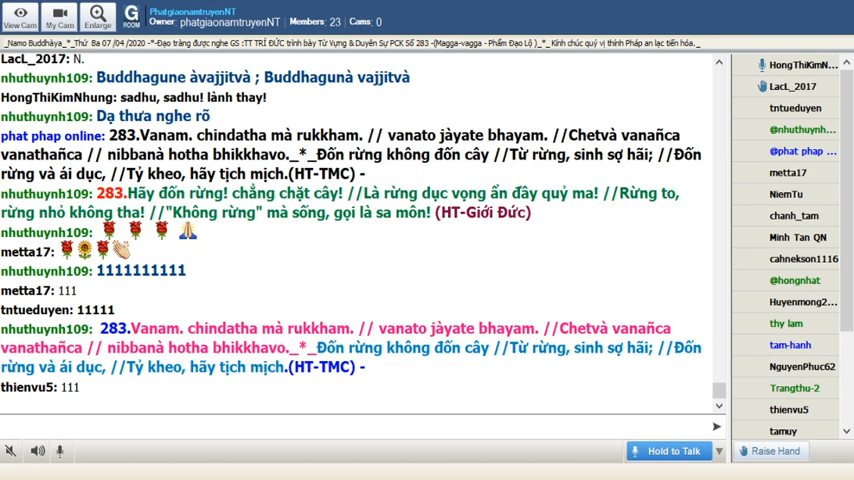 View Cam
My Cam
Enlarge
G
ROOM
PhatgiaonamtruyenNT
Owner: phatgiaonamtruyenNT | Members: 23 | Cams: 0
_Namo Buddhàya_*_Thứ Ba 07 /04 /2020 -*-Đạo tràng được nghe GS :TT TRÍ ĐỨC trình bày Từ Vựng & Duyên Sự PCK Số 283 -(Magga-vagga - Phẩm Đạo Lộ )_*_ Kính chúc quý vị thính Pháp an lạc tiến hóa._
LacL_2017: N.
nhuthuynh109: Buddhagune àvajjitvà ; Buddhagunà vajjitvà
HongThiKimNhung: sadhu, sadhu! lành thay!
nhuthuynh109: Dạ thưa nghe rõ
phat phap online: 283.Vanam. chindatha mà rukkham. // vanato jàyate bhayam. //Chetvà vanañca
vanathañca // nibbanà hotha bhikkhavo._*_Đốn rừng không đốn cây //Từ rừng, sinh sợ hãi; //Đốn
rừng và ái dục, //Tỷ kheo, hãy tịch mịch.(HT-TMC) -
nhuthuynh109: 283.Hãy đốn rừng! chẳng chặt cây! //Là rừng dục vọng ẩn đầy quỷ ma! //Rừng to,
rừng nhỏ không tha! //"Không rừng" mà sống, gọi là sa môn! (HT-Giới Đức)
nhuthuynh109:
metta17:
nhuthuynh109: 1111111111
metta17: 111
tntueduyen: 11111
nhuthuynh109: 283.Vanam. chindatha mà rukkham. // vanato jàyate bhayam. //Chetvà vanañca
vanathañca // nibbanà hotha bhikkhavo._*_Đốn rừng không đốn cây //Từ rừng, sinh sợ hãi; //Đốn
rừng và ái dục, //Tỷ kheo, hãy tịch mịch.(HT-TMC) -
thienvu5: 111
Hold to Talk
HongThiKimN...
LacL_2017
tntueduyen
@nhuthuynh...
@phat phap ...
metta17
NiemTu
chanh_tam
Minh Tan QN
cahnekson1116
@hongnhat
Huyenmong2...
thy lam
tam-hanh
NguyenPhuc62
Trangthu-2
thienvu5
tamuy
Raise Hand